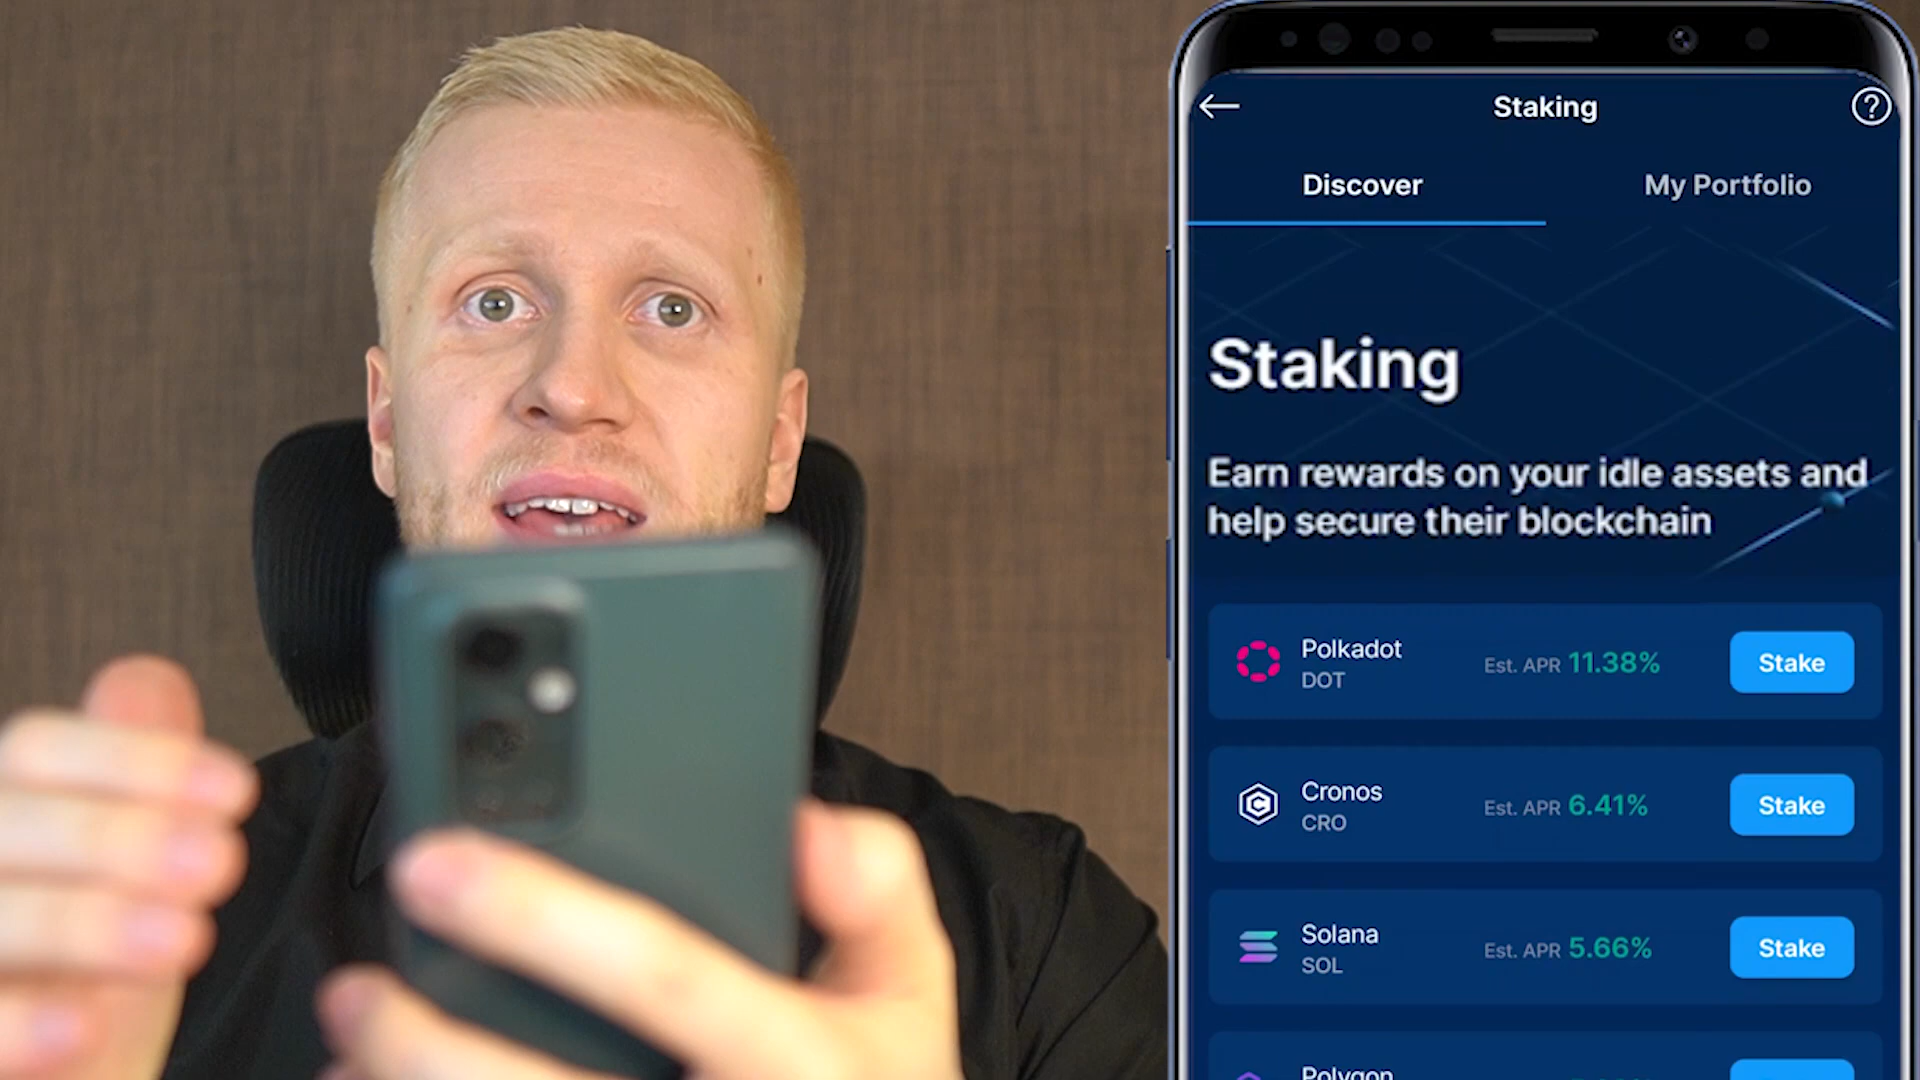 Staking
Discover
My Portfolio
Staking
Earn rewards on your idle assets and
help secure their blockchain
Polkadot
DOT
Est. APR 11.38%
Stake
Cronos
CRO
Est. APR 6.41%
Stake
Solana
SOL
Est. APR 5.66%
Stake
Polygon